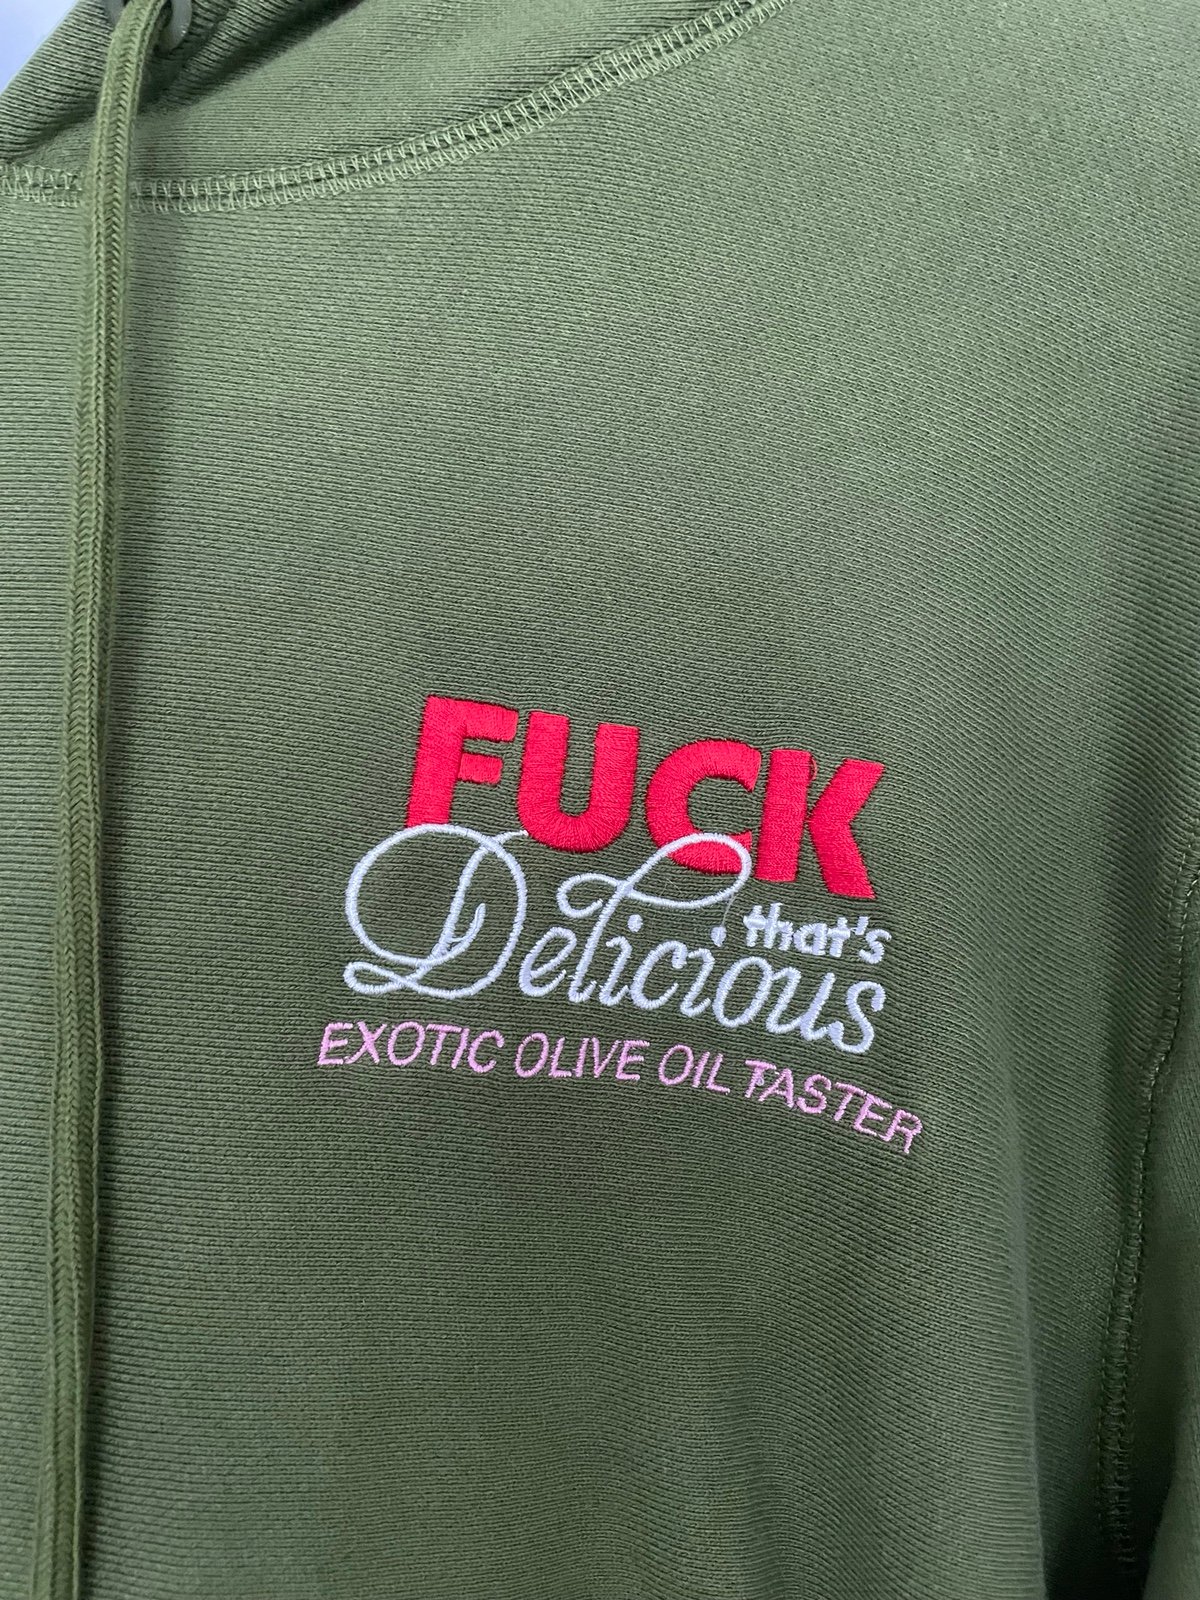 FUCK
that's
Delicious
EXOTIC OLIVE OIL TASTER